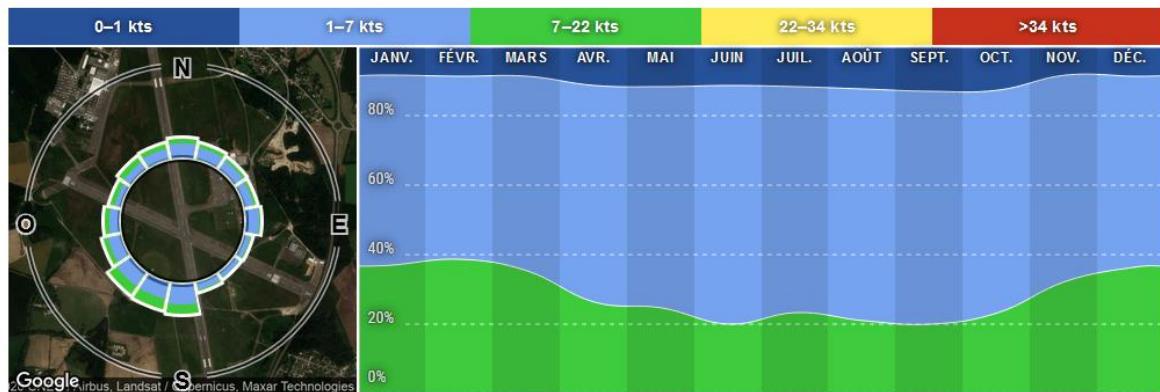 0–1 kts 1–7 kts 7–22 kts 22–34 kts >34 kts
JANV. FÉVR. MARS AVR. MAI JUIN JUIL. AOÛT SEPT. OCT. NOV. DÉC.
N
80%
60%
O E
40%
20%
S
0%
Google
Airbus, Landsat / Copernicus, Maxar Technologies